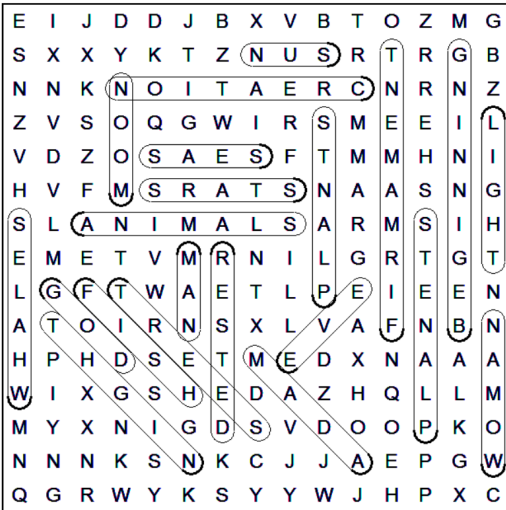 E I J D D J B X V B T O Z M G
S X X Y K T Z N U S R T R G B
N N K N O I T A E R C N R N Z
Z V S O Q G W I R S M E E I L
V D Z O S A E S F T M M H N I
H V F M S R A T S N A A S N G
S L A N I M A L S A R M S I H
E M E T V M R N I L G R T G T
L G F T W A E T L P E I E E N
A T O I R N S X L V A F N B N
H P H D S E T M E D X N A A A
W I X G S H E D A Z H Q L L M
M Y X N I G D S V D O O P K O
N N N K S N K C J J A E P G W
Q G R W Y K S Y Y W J H P X C